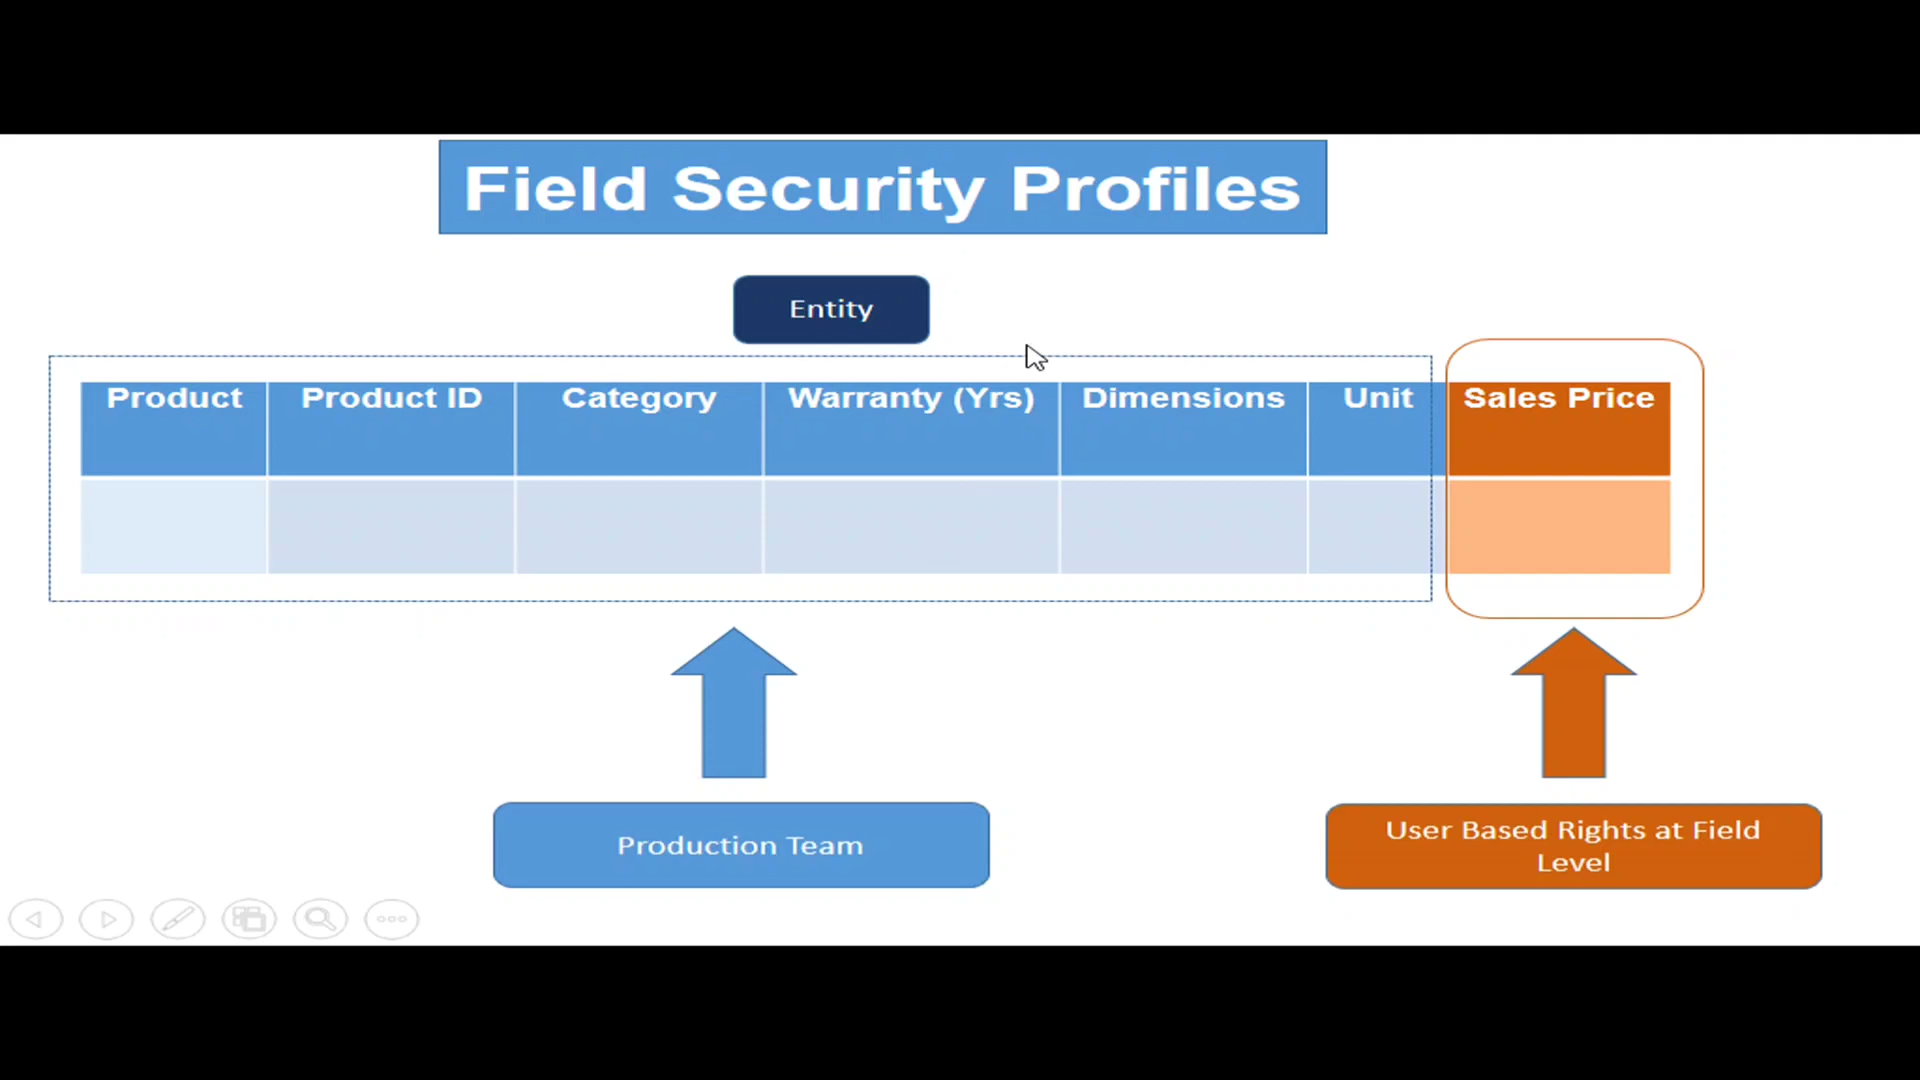 Field Security Profiles
Entity
Product Product ID Category Warranty (Yrs) Dimensions Unit Sales Price
Production Team
User Based Rights at Field
Level